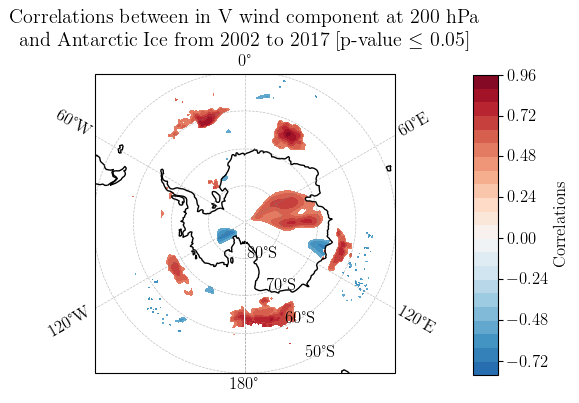 Correlations between in V wind component at 200 hPa
and Antarctic Ice from 2002 to 2017 [p-value ≤ 0.05]
0°
60°W
60°E
80°S
70°S
60°S
50°S
120°W
120°E
180°
0.96
0.72
0.48
0.24
0.00
−0.24
−0.48
−0.72
Correlations